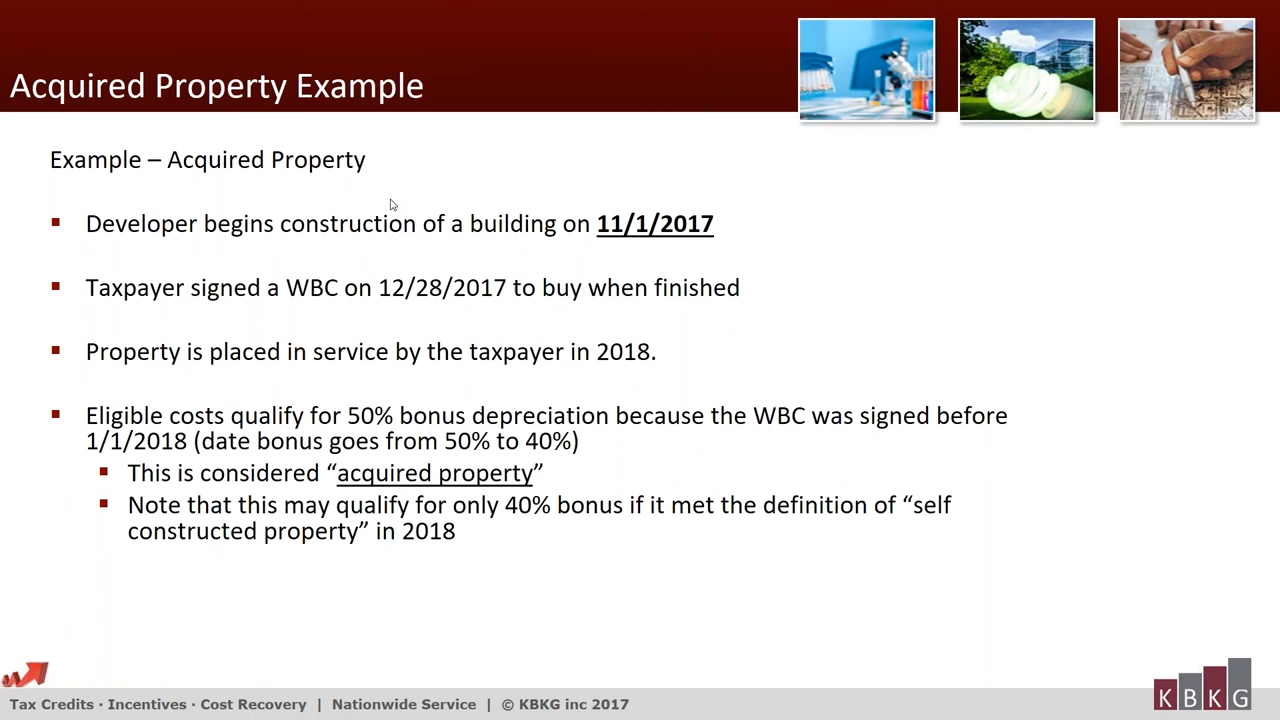 Acquired Property Example
Example – Acquired Property
Developer begins construction of a building on 11/1/2017
Taxpayer signed a WBC on 12/28/2017 to buy when finished
Property is placed in service by the taxpayer in 2018.
Eligible costs qualify for 50% bonus depreciation because the WBC was signed before
1/1/2018 (date bonus goes from 50% to 40%)
This is considered “acquired property”
Note that this may qualify for only 40% bonus if it met the definition of “self
constructed property” in 2018
Tax Credits · Incentives · Cost Recovery | Nationwide Service | © KBKG inc 2017
KBKG